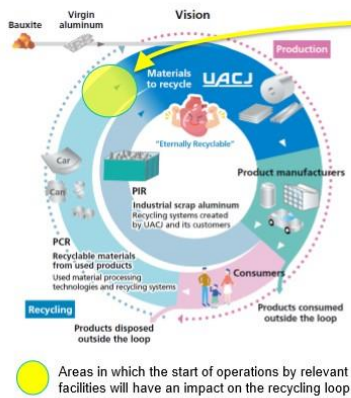 Vision
Bauxite
Virgin
aluminum
Production
Materials
to recycle
UACJ
"Eternally Recyclable"
Car
Can
Product manufacturers
PIR
Industrial scrap aluminum
Recycling systems created
by UACJ and its customers
PCR
Recyclable materials
from used products
Used material processing
technologies and recycling systems
Consumers
Recycling
Products consumed
outside the loop
Products disposed
outside the loop
Areas in which the start of operations by relevant
facilities will have an impact on the recycling loop